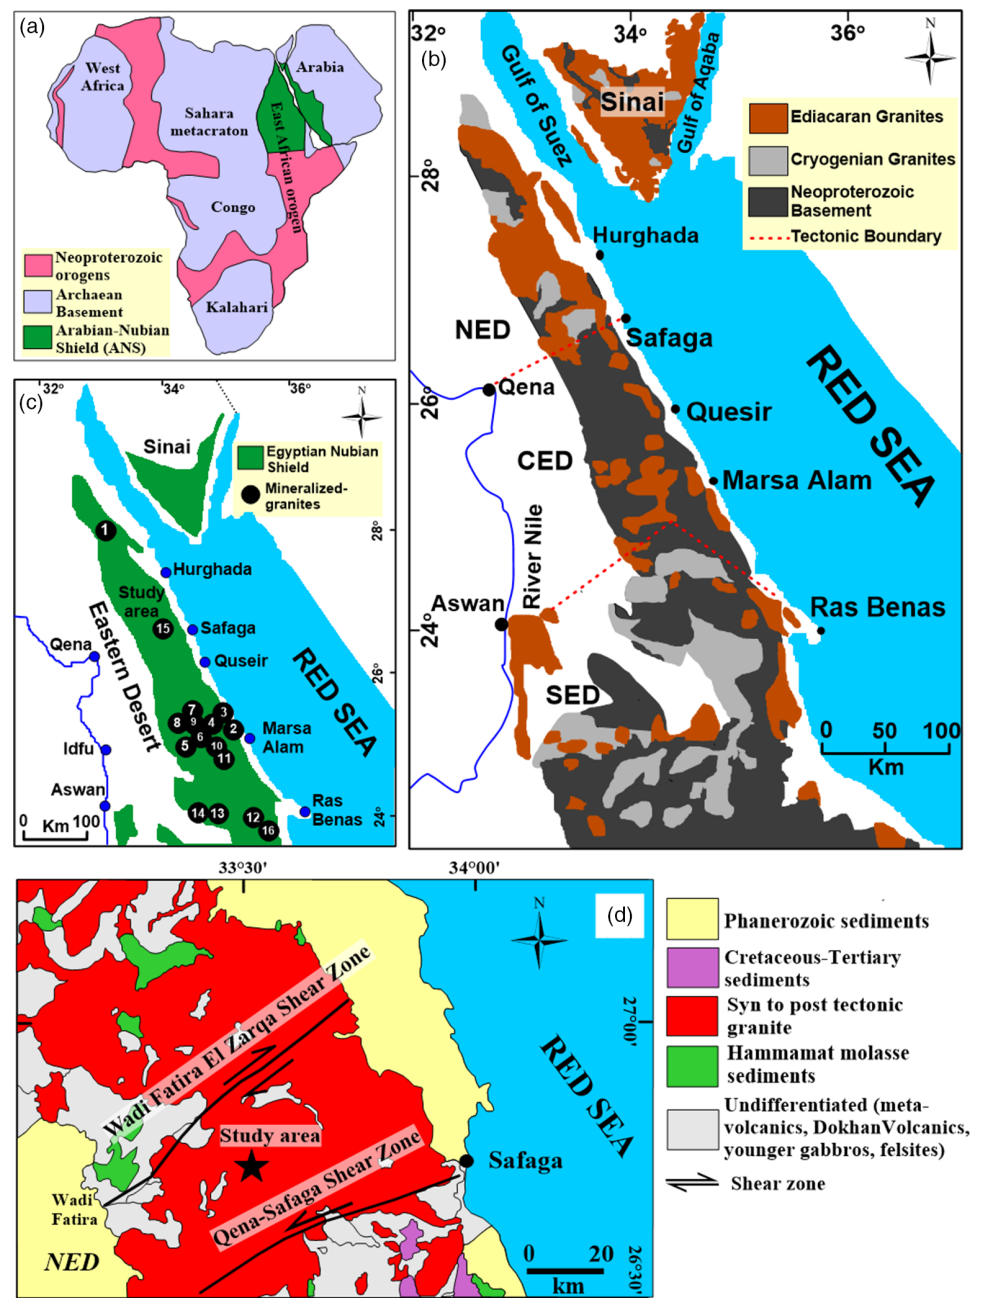 (a)
West
Africa
Arabia
Sahara
metacraton
East African orogen
Congo
Kalahari
Neoproterozoic
orogens
Archaean
Basement
Arabian-Nubian
Shield (ANS)
(b)
32°
34°
36°
N
Gulf of Suez
Sinai
Gulf of Aqaba
Ediacaran Granites
Cryogenian Granites
Neoproterozoic
Basement
Tectonic Boundary
28°
Hurghada
NED
Safaga
Qena
26°
Quesir
RED SEA
CED
Marsa Alam
River Nile
Aswan
24°
Ras Benas
SED
0 50 100
Km
(c)
32°
34°
36°
N
Sinai
Egyptian Nubian
Shield
Mineralized-
granites
1
28°
Hurghada
Study
area
15
Safaga
Qena
Quseir
26°
Eastern Desert
RED SEA
7
3
8
9
4
2
6
5
10
11
Marsa
Alam
Idfu
Aswan
Ras
Benas
24°
14
13
12
16
0 Km 100
33°30'
34°00'
(d)
N
Wadi Fatira El Zarqa Shear Zone
27°00'
RED SEA
Study area
Safaga
Qena-Safaga Shear Zone
Wadi
Fatira
NED
0 20
km
26°30'
Phanerozoic sediments
Cretaceous-Tertiary
sediments
Syn to post tectonic
granite
Hammamat molasse
sediments
Undifferentiated (meta-
volcanics, DokhanVolcanics,
younger gabbros, felsites)
Shear zone